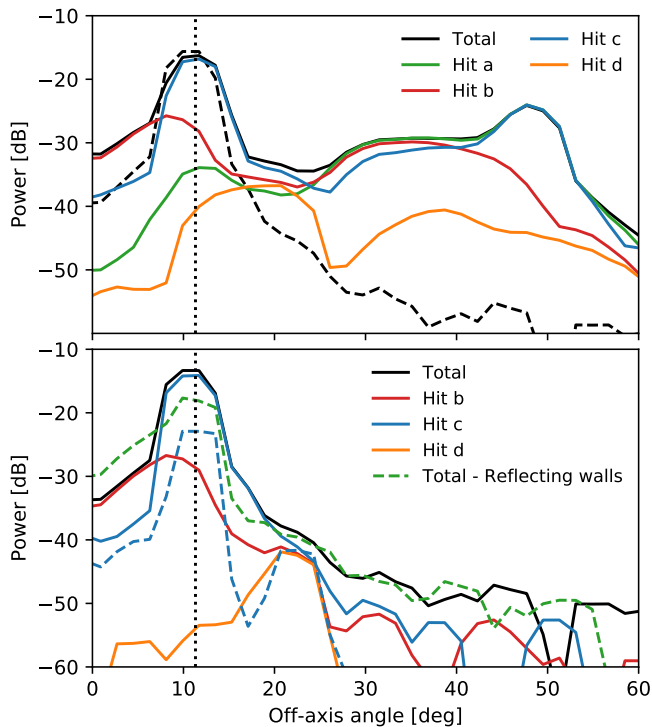 −10
−20
−30
−40
−50
Power [dB]
Total
Hit a
Hit b
Hit c
Hit d
−10
−20
−30
−40
−50
−60
Power [dB]
Total
Hit b
Hit c
Hit d
Total - Reflecting walls
0
10
20
30
40
50
60
Off-axis angle [deg]